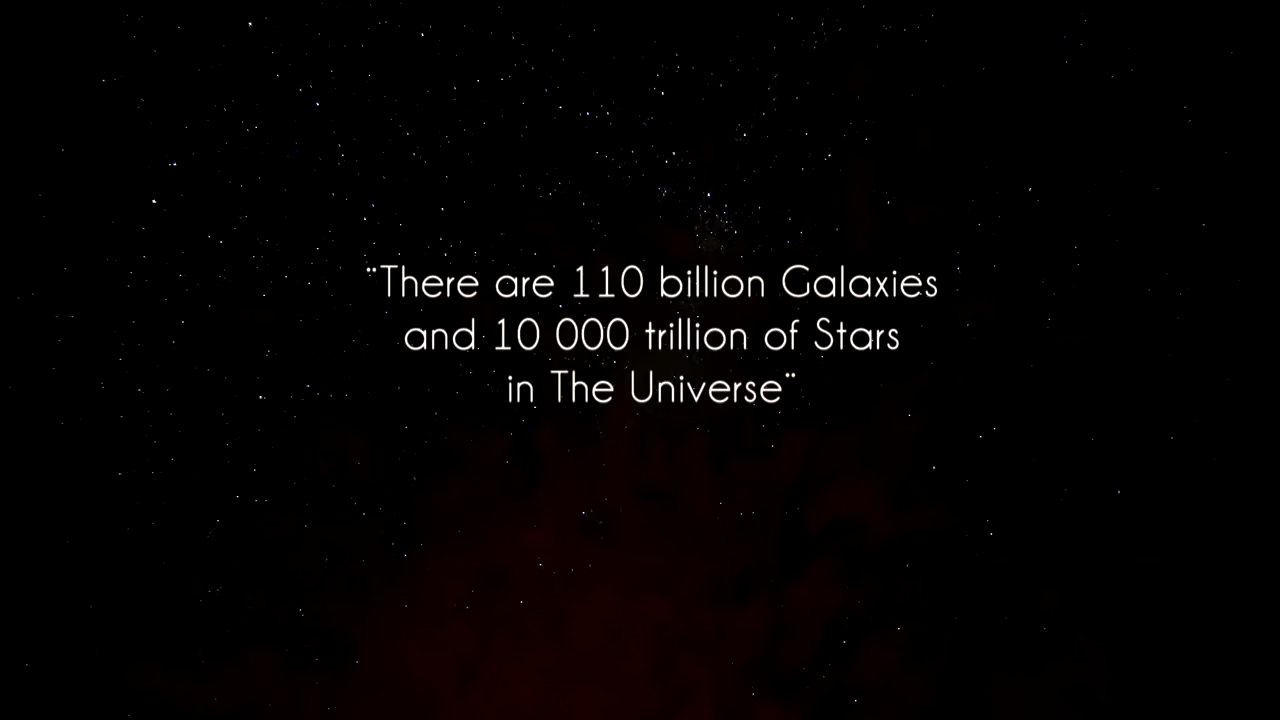 ¨There are 110 billion Galaxies
and 10 000 trillion of Stars
in The Universe¨